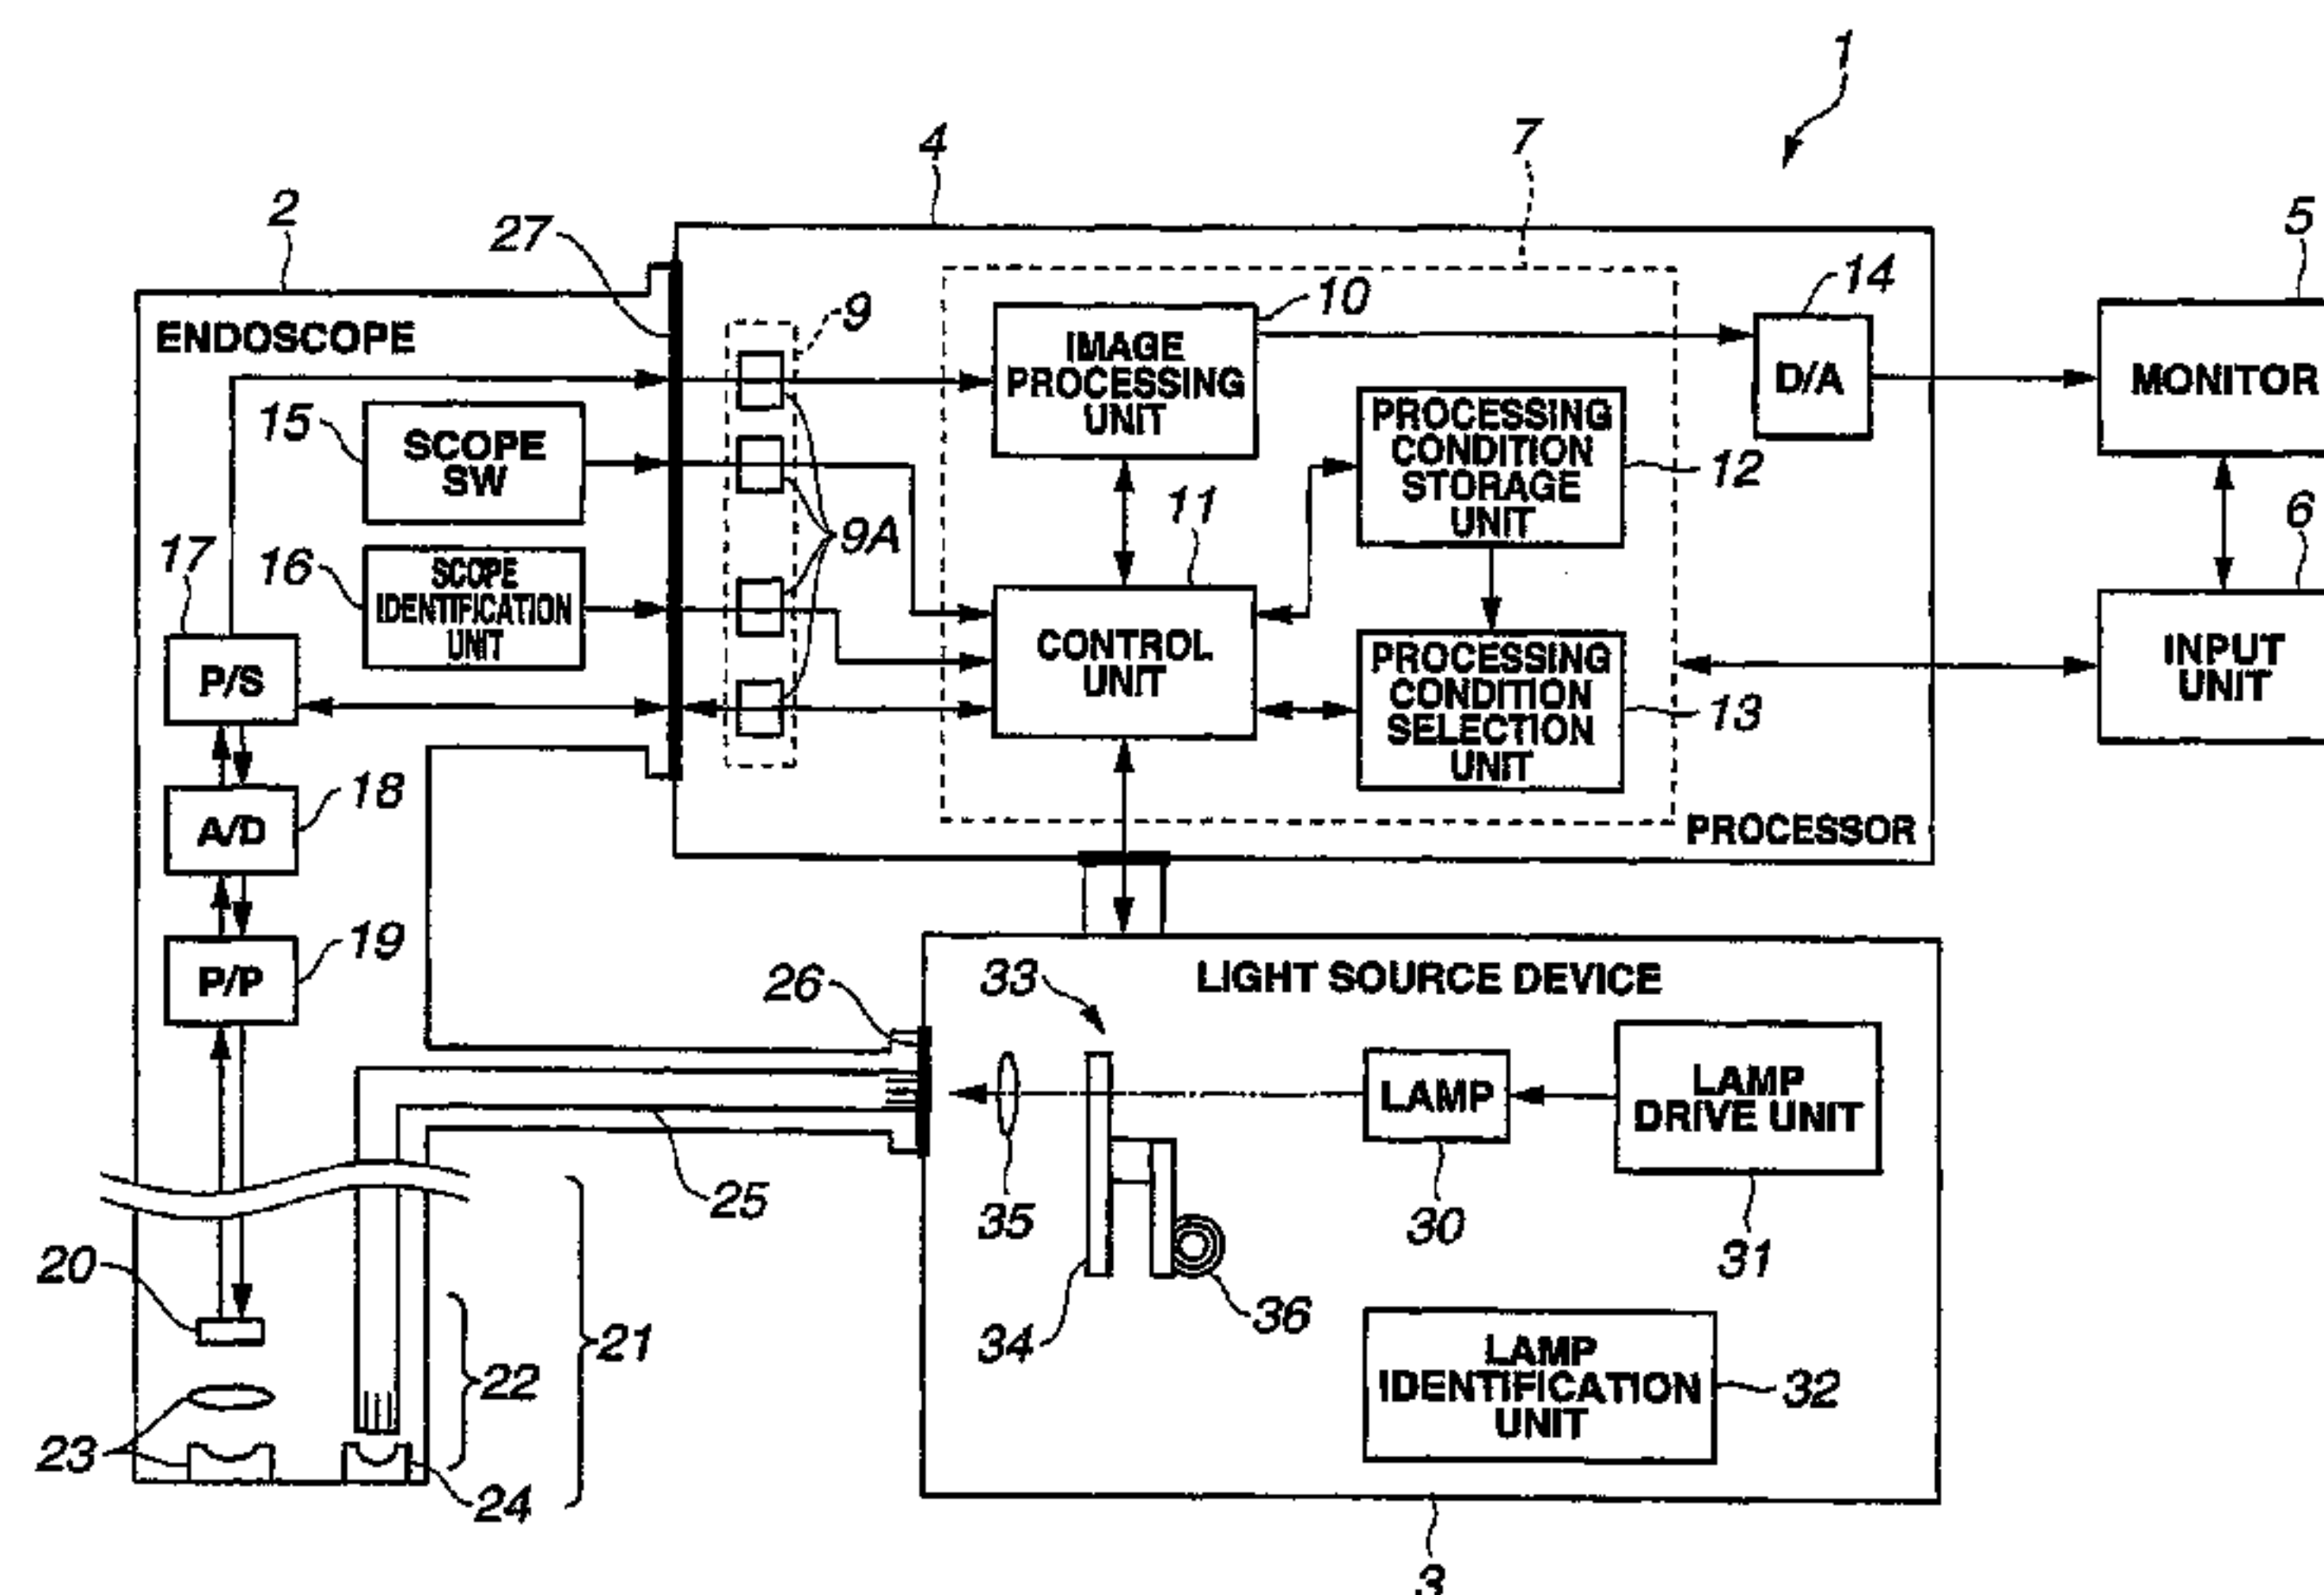 1
4
7
2
27
5
ENDOSCOPE
9
10
14
IMAGE
PROCESSING
UNIT
D/A
MONITOR
15
SCOPE
SW
PROCESSING
CONDITION
STORAGE
UNIT
12
11
6
17
16
SCOPE
IDENTIFICATION
UNIT
9A
P/S
CONTROL
UNIT
PROCESSING
CONDITION
SELECTION
UNIT
13
INPUT
UNIT
18
A/D
PROCESSOR
19
P/P
26
33
LIGHT SOURCE DEVICE
LAMP
LAMP
DRIVE UNIT
25
35
30
31
20
34
36
21
22
LAMP
IDENTIFICATION
UNIT
32
23
24
3